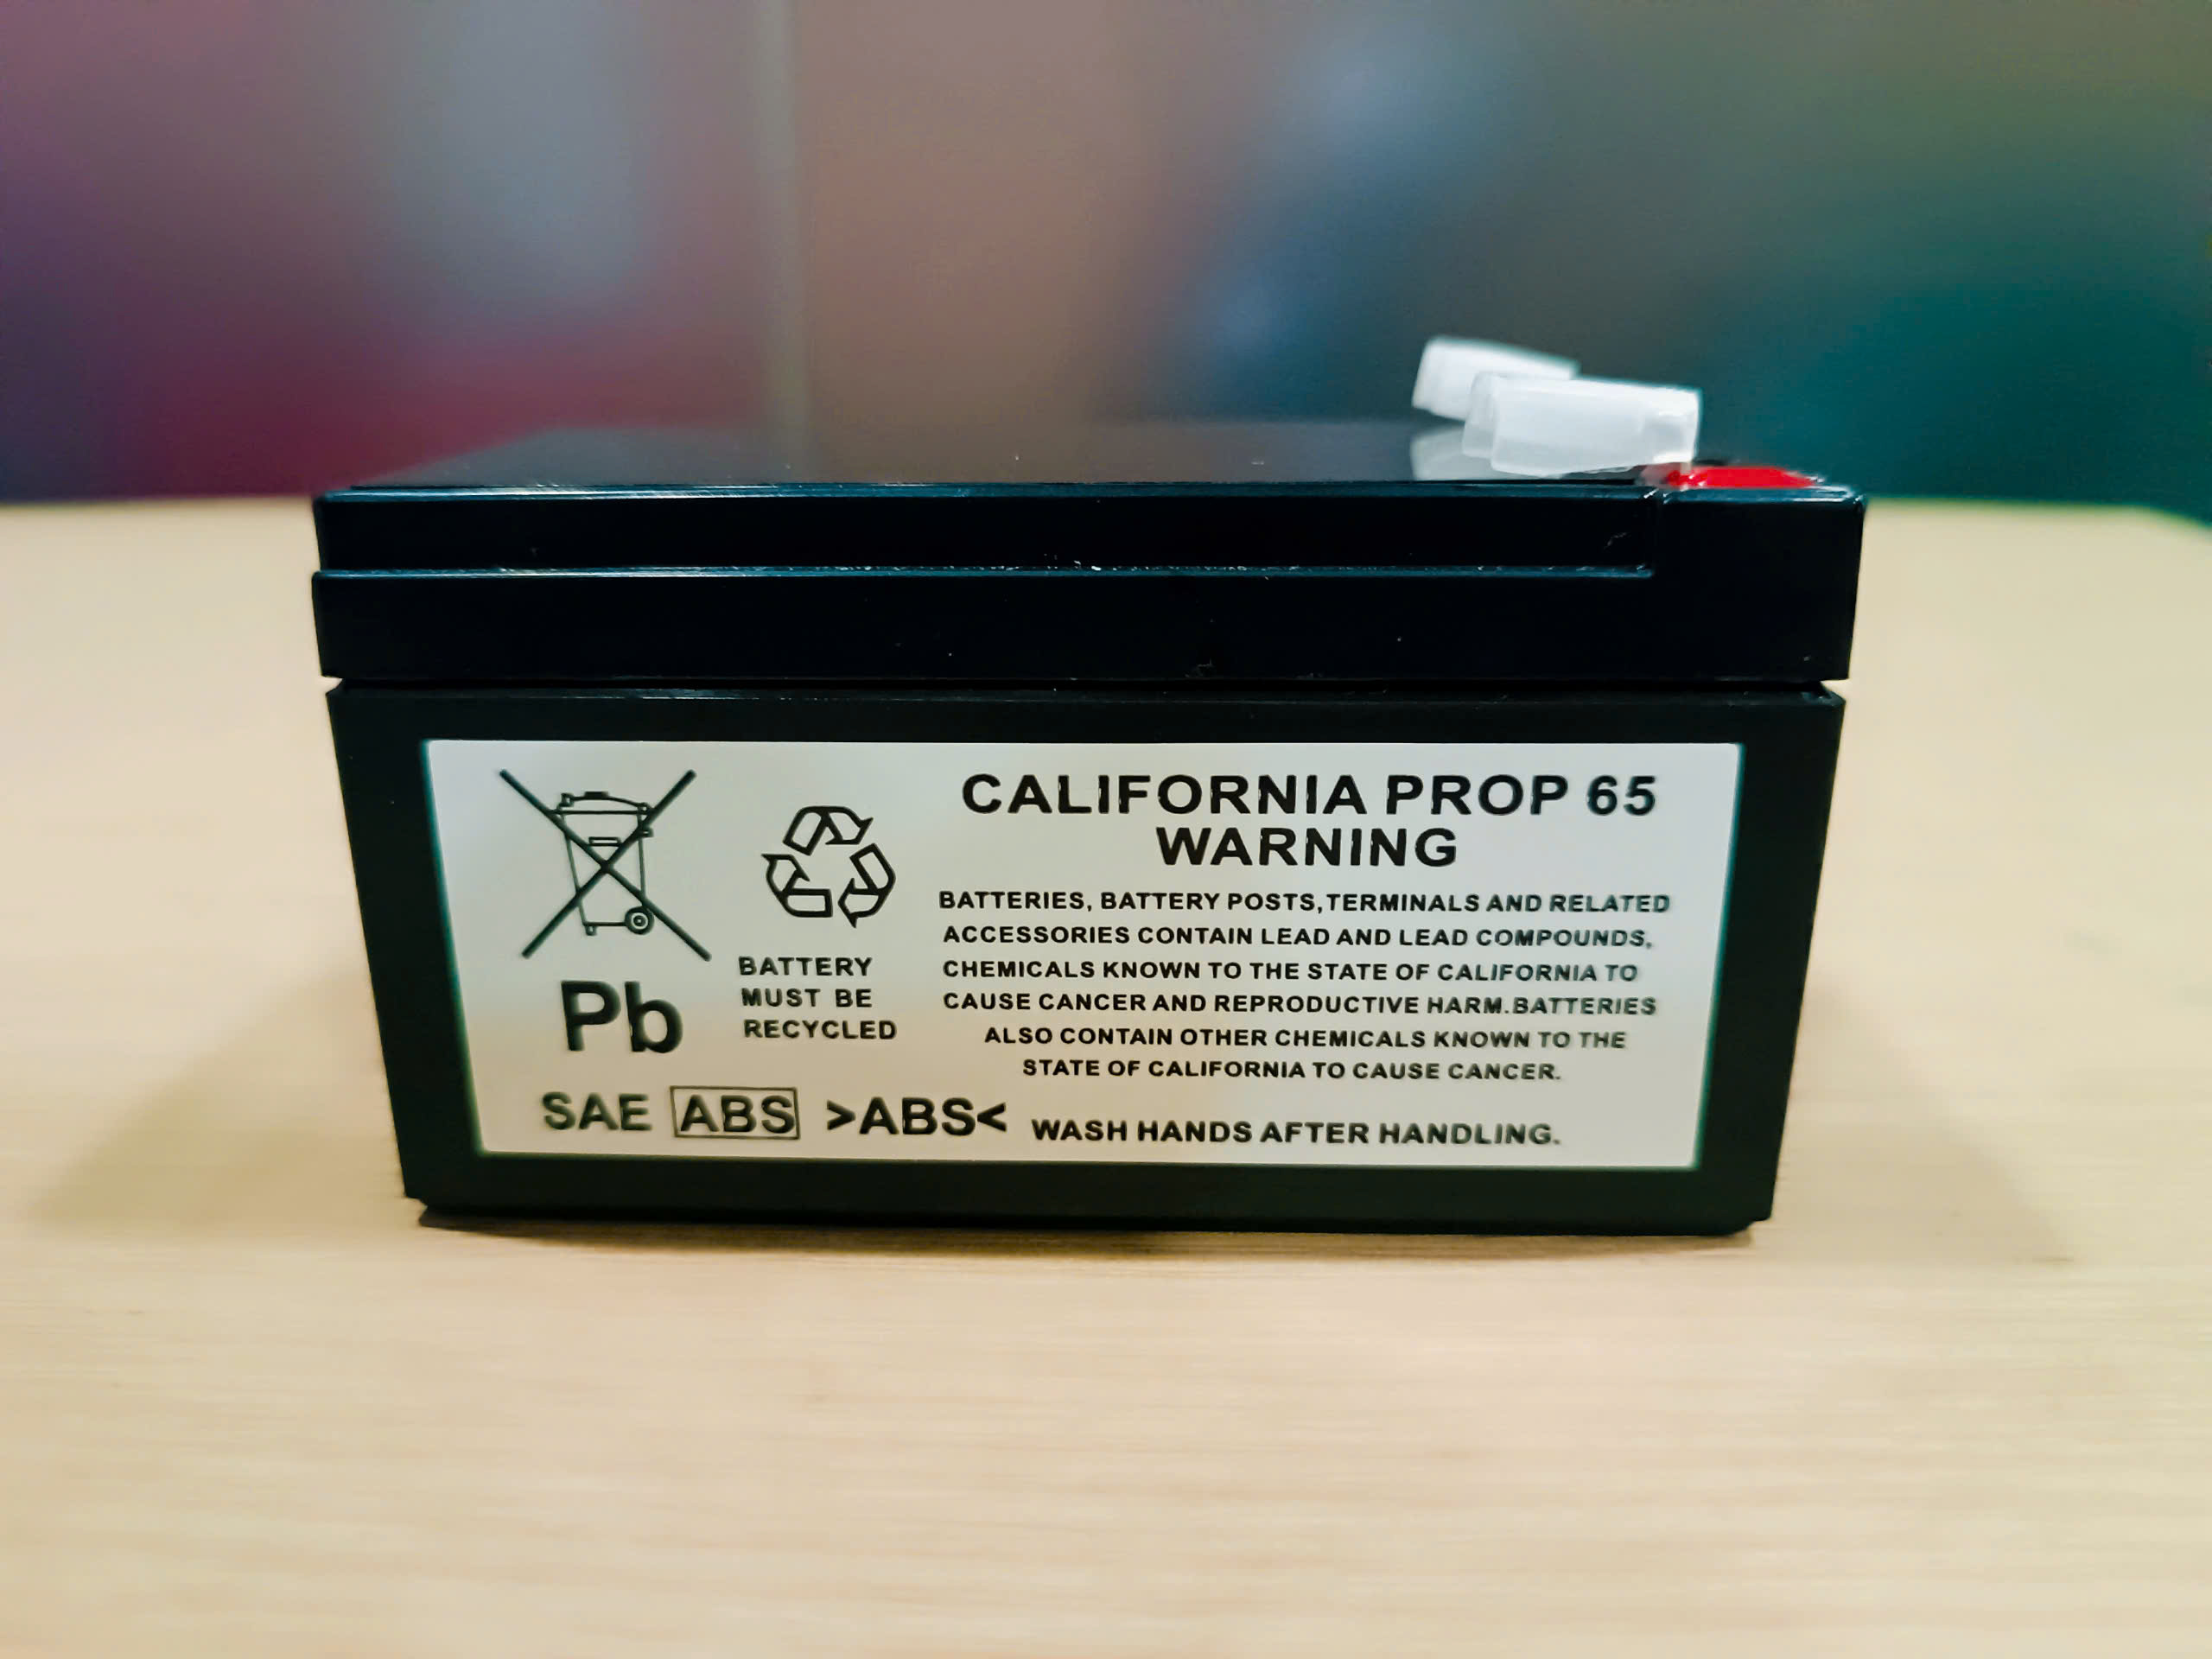 CALIFORNIA PROP 65
WARNING
BATTERIES, BATTERY POSTS,TERMINALS AND RELATED
ACCESSORIES CONTAIN LEAD AND LEAD COMPOUNDS,
CHEMICALS KNOWN TO THE STATE OF CALIFORNIA TO
CAUSE CANCER AND REPRODUCTIVE HARM.BATTERIES
ALSO CONTAIN OTHER CHEMICALS KNOWN TO THE
STATE OF CALIFORNIA TO CAUSE CANCER.
WASH HANDS AFTER HANDLING.
Pb
BATTERY
MUST BE
RECYCLED
SAE ABS >ABS<